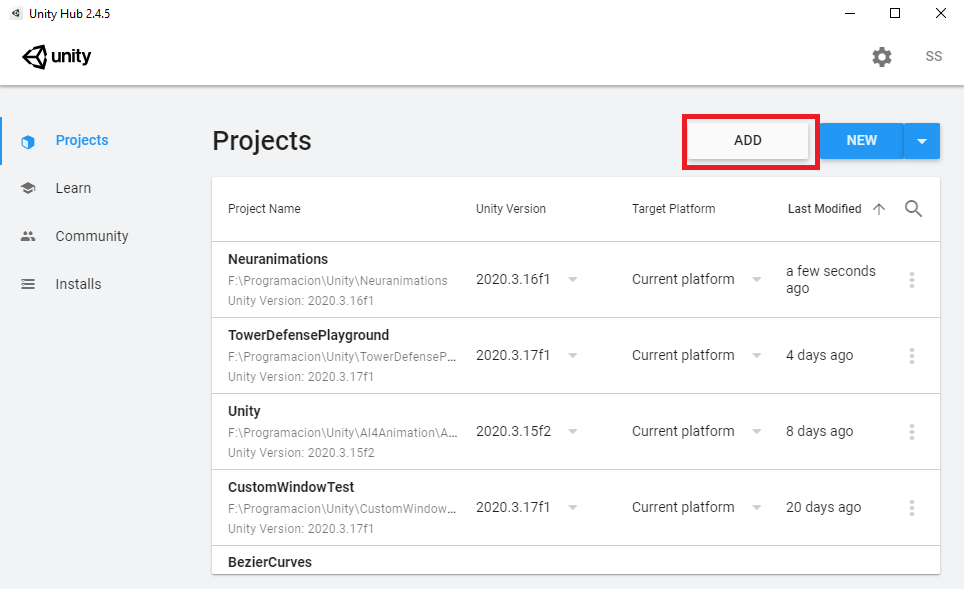 Unity Hub 2.4.5
unity
SS
Projects
Learn
Community
Installs
Projects
ADD
NEW
Project Name Unity Version Target Platform Last Modified
Neuranimations
F:\Programacion\Unity\Neuranimations
Unity Version: 2020.3.16f1
2020.3.16f1 Current platform a few seconds
ago
TowerDefensePlayground
F:\Programacion\Unity\TowerDefenseP...
Unity Version: 2020.3.17f1
2020.3.17f1 Current platform 4 days ago
Unity
F:\Programacion\Unity\AI4Animation\A...
Unity Version: 2020.3.15f2
2020.3.15f2 Current platform 8 days ago
CustomWindowTest
F:\Programacion\Unity\CustomWindow...
Unity Version: 2020.3.17f1
2020.3.17f1 Current platform 20 days ago
BezierCurves